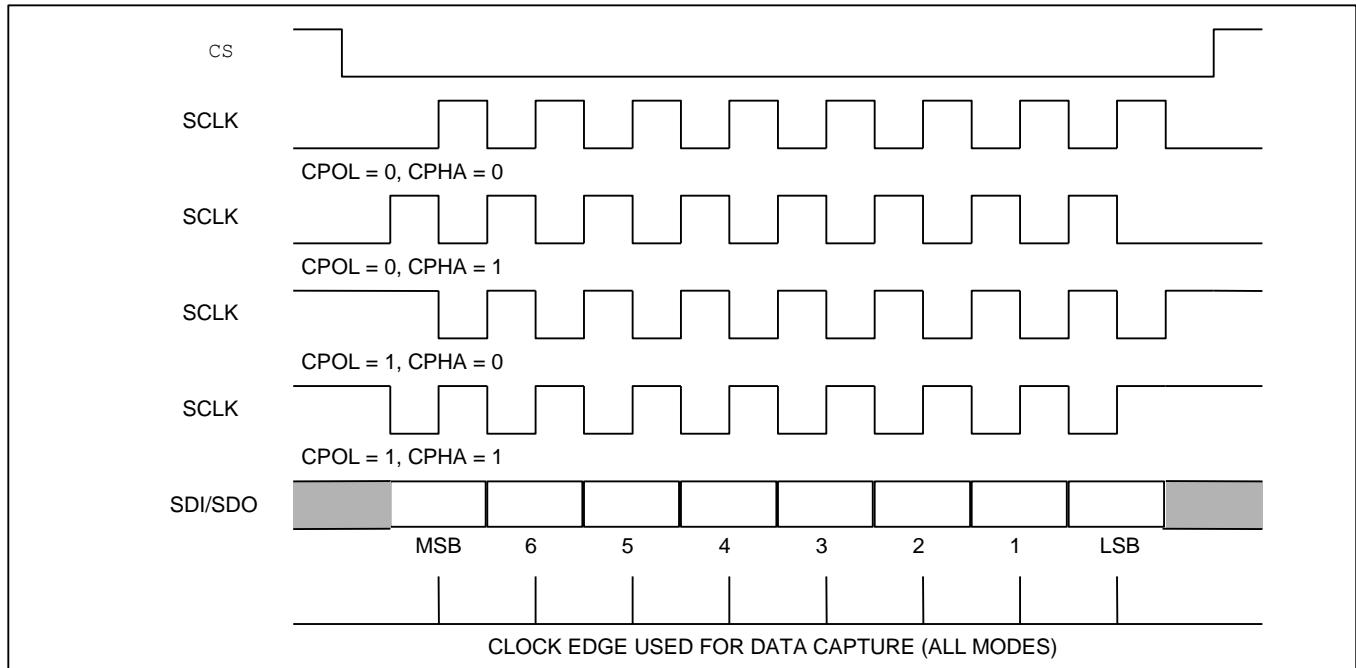 CS
SCLK
CPOL = 0, CPHA = 0
SCLK
CPOL = 0, CPHA = 1
SCLK
CPOL = 1, CPHA = 0
SCLK
CPOL = 1, CPHA = 1
SDI/SDO
MSB 6 5 4 3 2 1 LSB
CLOCK EDGE USED FOR DATA CAPTURE (ALL MODES)